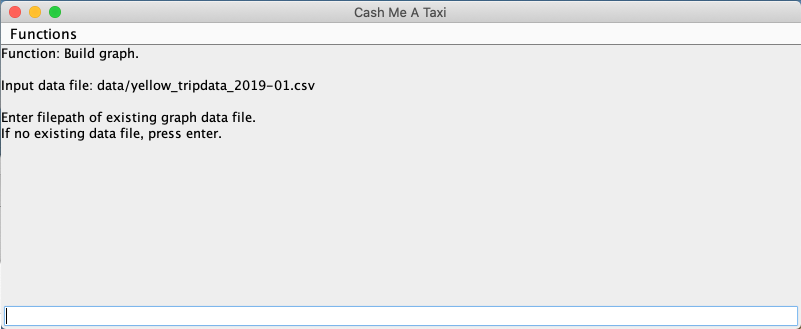 Cash Me A Taxi
Functions
Function: Build graph.
Input data file: data/yellow_tripdata_2019-01.csv
Enter filepath of existing graph data file.
If no existing data file, press enter.